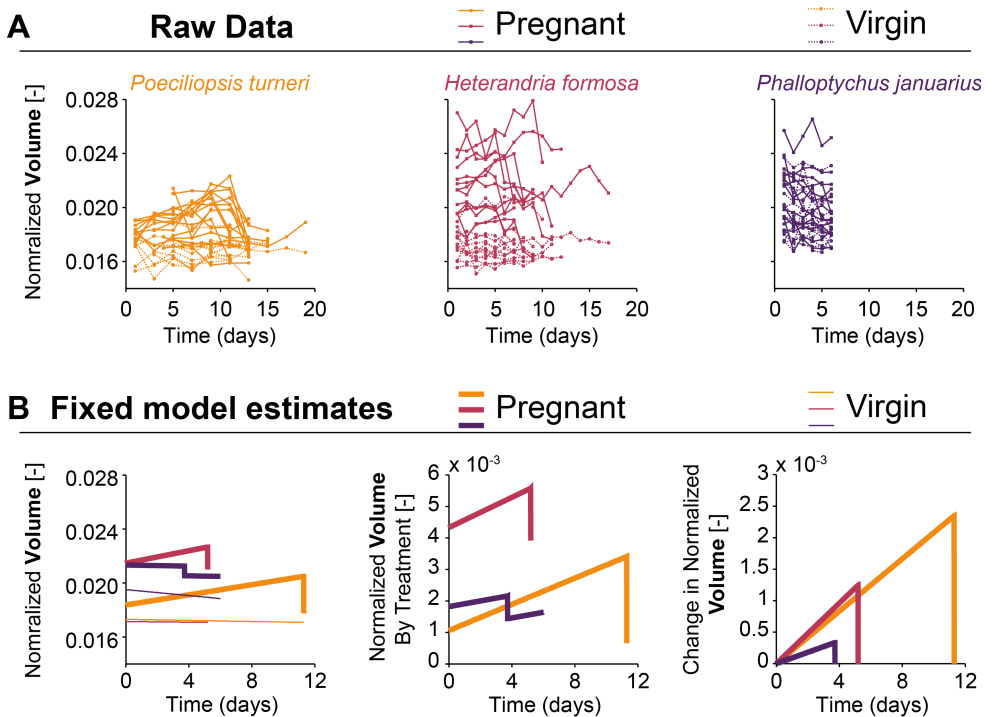 A Raw Data Pregnant Virgin
Poeciliopsis turneri Heterandria formosa Phalloptychus januarius
Nomralized Volume [-]
0.028
0.024
0.020
0.016
0 5 10 15 20
Time (days)
0 5 10 15 20
Time (days)
0 5 10 15 20
Time (days)
B Fixed model estimates Pregnant Virgin
Nomralized Volume [-]
0.028
0.024
0.020
0.016
0 4 8 12
Time (days)
Normalized Volume
By Treatment [-]
x 10-3
6
5
4
3
2
1
0
0 4 8 12
Time (days)
Change in Normalized
Volume [-]
x 10-3
3
2.5
2
1.5
1
0.5
0
0 4 8 12
Time (days)